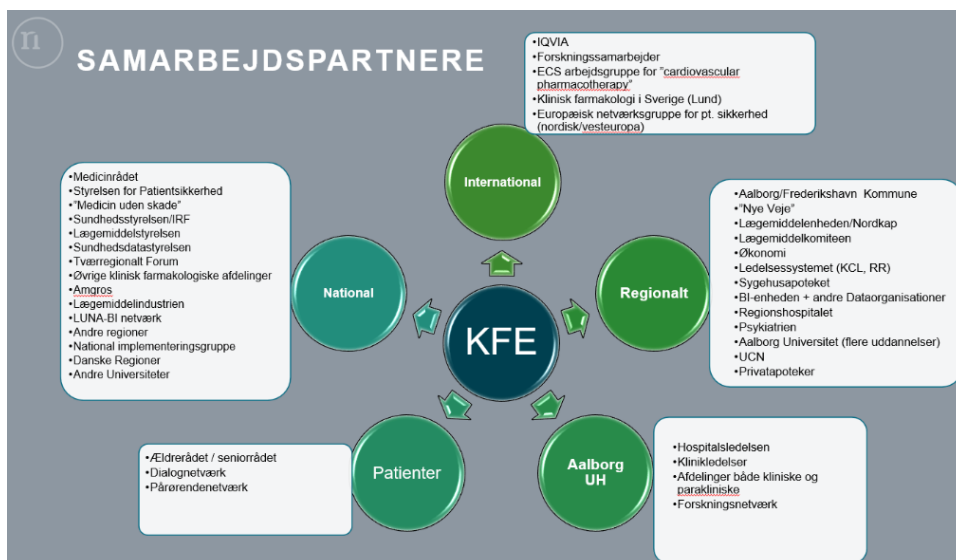 n
SAMARBEJDSPARTNERE
•IQVIA
•Forskningssamarbejder
•ECS arbejdsgruppe for "cardiovascular
pharmacotherapy"
•Klinisk farmakologi i Sverige (Lund)
•Europæisk netværksgruppe for pt. sikkerhed
(nordisk/vesteuropa)
International
•Medicinrådet
•Styrelsen for Patientsikkerhed
•"Medicin uden skade"
•Sundhedsstyrelsen/IRF
•Lægemiddelstyrelsen
•Sundhedsdatastyrelsen
•Tværregionalt Forum
•Øvrige klinisk farmakologiske afdelinger
•Amgros
•Lægemiddelindustrien
•LUNA-BI netværk
•Andre regioner
•National implementeringsgruppe
•Danske Regioner
•Andre Universiteter
National
KFE
Regionalt
•Aalborg/Frederikshavn Kommune
•"Nye Veje"
•Lægemiddelenheden/Nordkap
•Lægemiddelkomiteen
•Økonomi
•Ledelsessystemet (KCL, RR)
•Sygehusapoteket
•BI-enheden + andre Dataorganisationer
•Regionshospitalet
•Psykiatrien
•Aalborg Universitet (flere uddannelser)
•UCN
•Privatapoteker
•Ældrerådet / seniorrådet
•Dialognetværk
•Pårørendenetværk
Patienter
Aalborg
UH
•Hospitalsledelsen
•Klinikledelser
•Afdelinger både kliniske og
parakliniske
•Forskningsnetværk